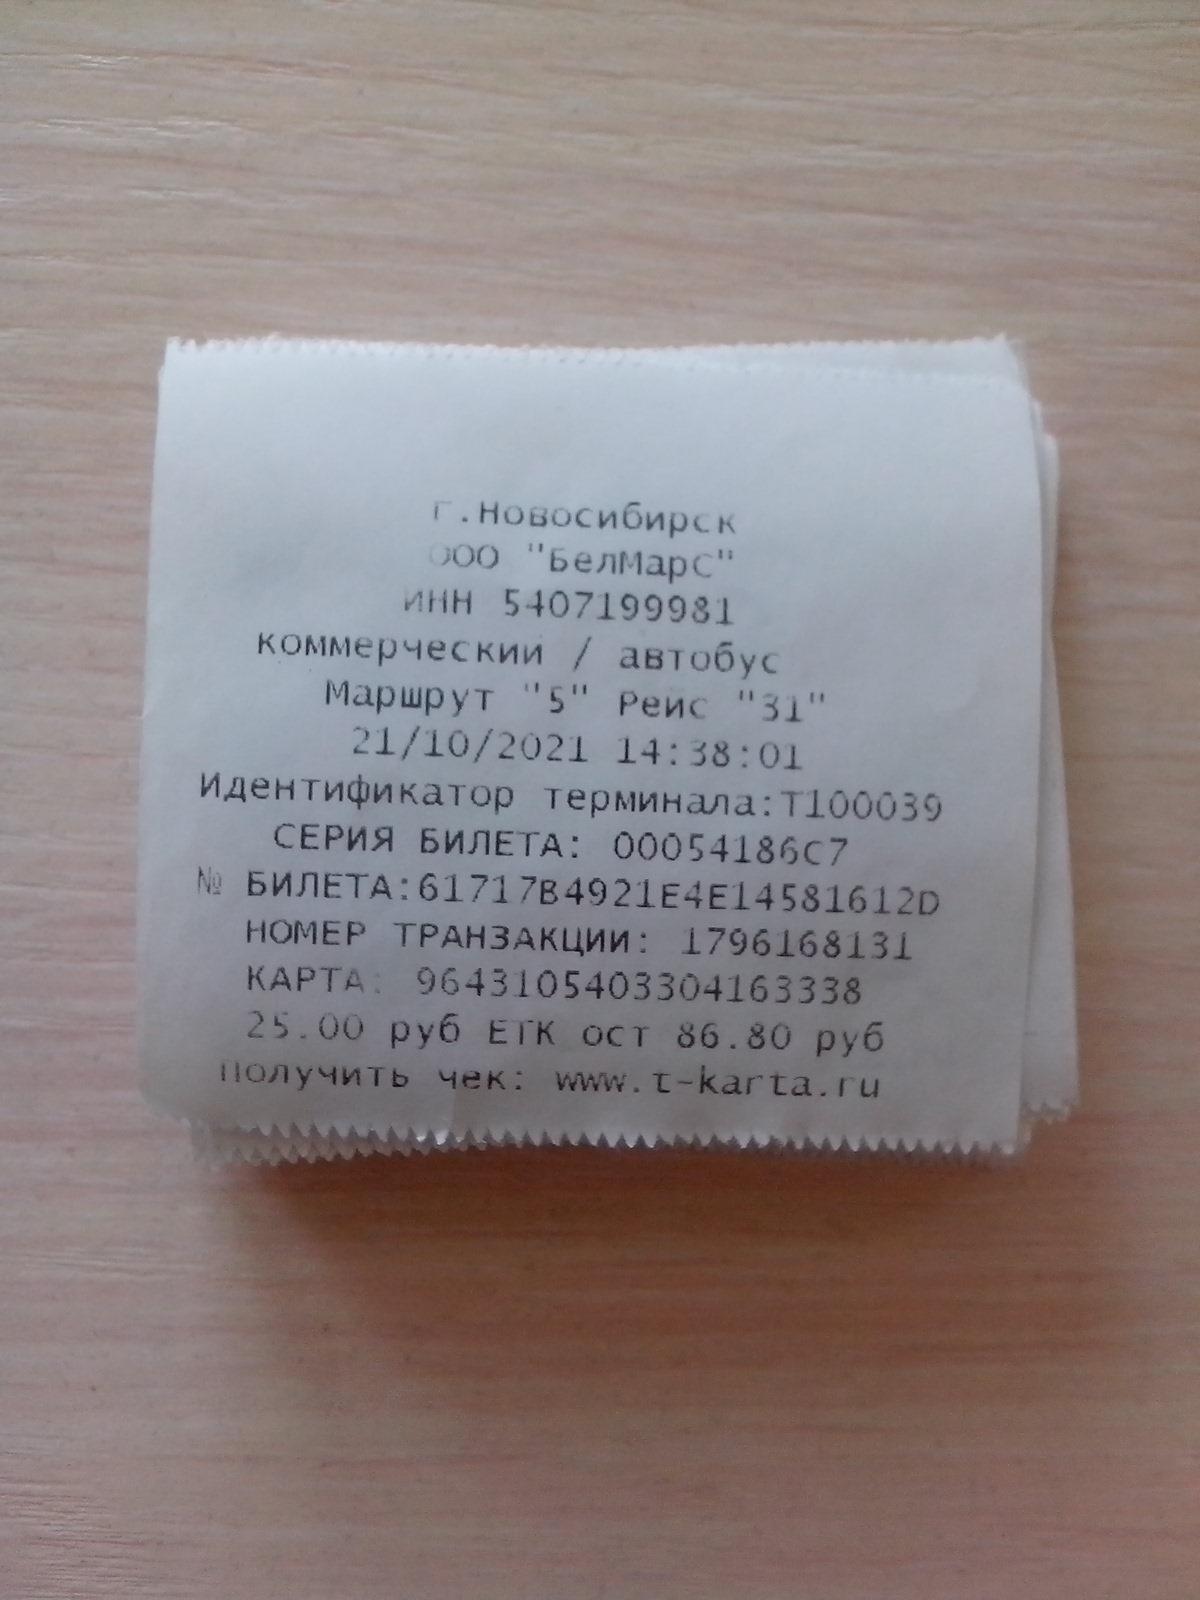 г.Новосибирск
ООО "БелМарС"
ИНН 5407199981
коммерческий / автобус
Маршрут "5" Рейс "31"
21/10/2021 14:38:01
Идентификатор терминала:T100039
СЕРИЯ БИЛЕТА: 00054186C7
№ БИЛЕТА:61717B4921E4E14581612D
НОМЕР ТРАНЗАКЦИИ: 1796168131
КАРТА: 9643105403304163338
25.00 руб ЕТК ост 86.80 руб
Получить чек: www.t-karta.ru